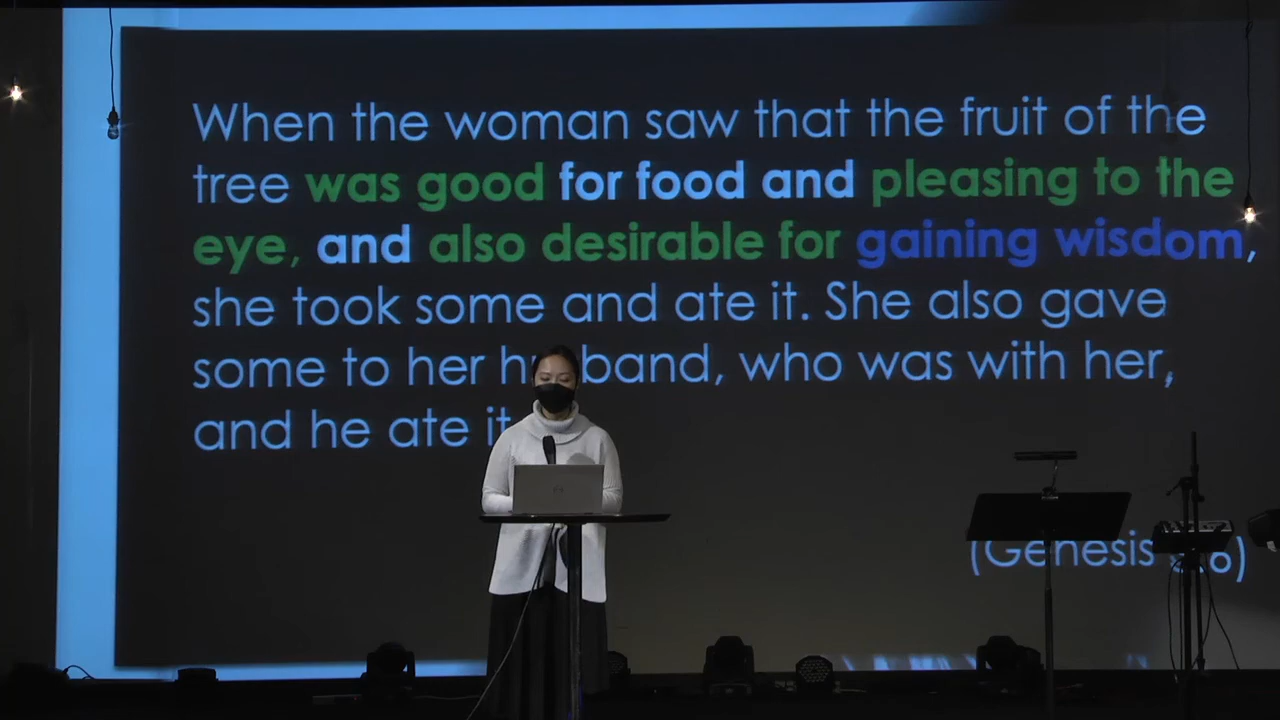 When the woman saw that the fruit of the
tree was good for food and pleasing to the
eye, and also desirable for gaining wisdom,
she took some and ate it. She also gave
some to her husband, who was with her,
and he ate it
(Genesis 6)